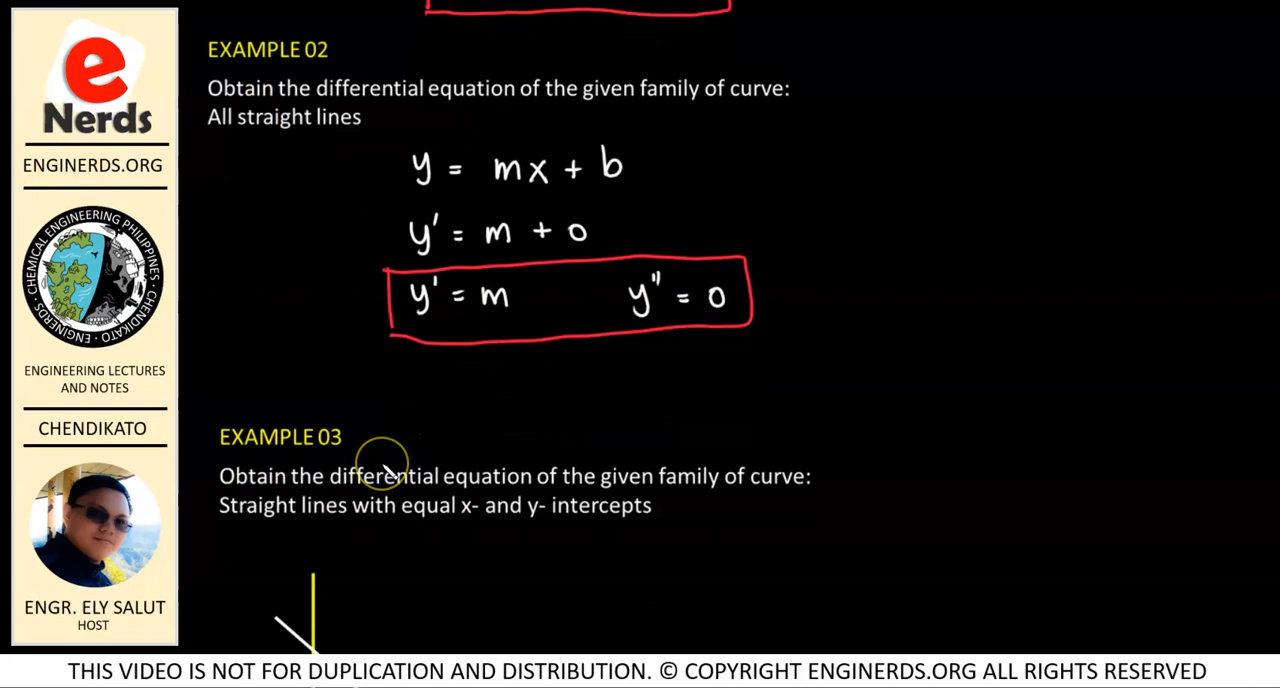 e
Nerds
ENGINERDS.ORG
CHEMICAL ENGINEERING PHILIPPINES • CHENDIKATO • ENGINERDS •
ENGINEERING LECTURES
AND NOTES
CHENDIKATO
ENGR. ELY SALUT
HOST
EXAMPLE 02
Obtain the differential equation of the given family of curve:
All straight lines
y = mx + b
y' = m + 0
y' = m y" = 0
EXAMPLE 03
Obtain the differential equation of the given family of curve:
Straight lines with equal x- and y- intercepts
THIS VIDEO IS NOT FOR DUPLICATION AND DISTRIBUTION. © COPYRIGHT ENGINERDS.ORG ALL RIGHTS RESERVED